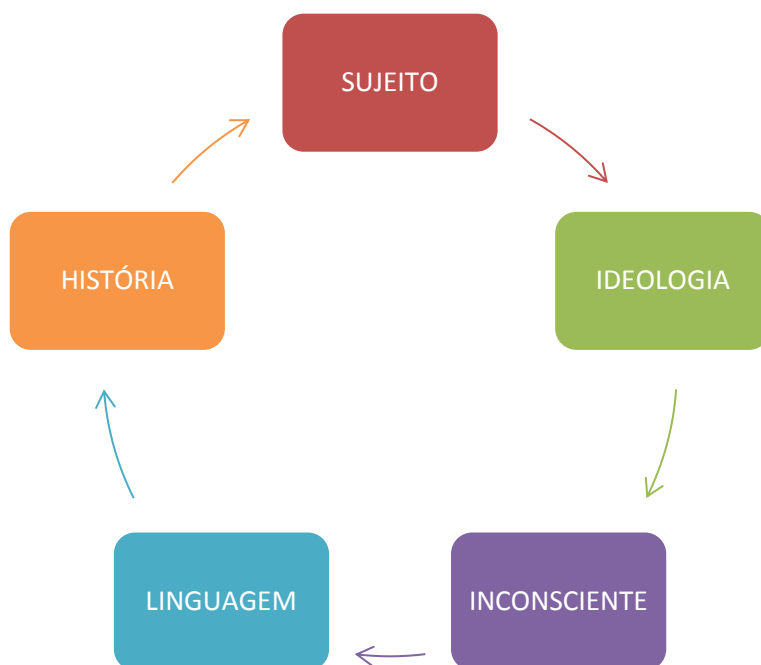 SUJEITO
HISTÓRIA
IDEOLOGIA
LINGUAGEM
INCONSCIENTE